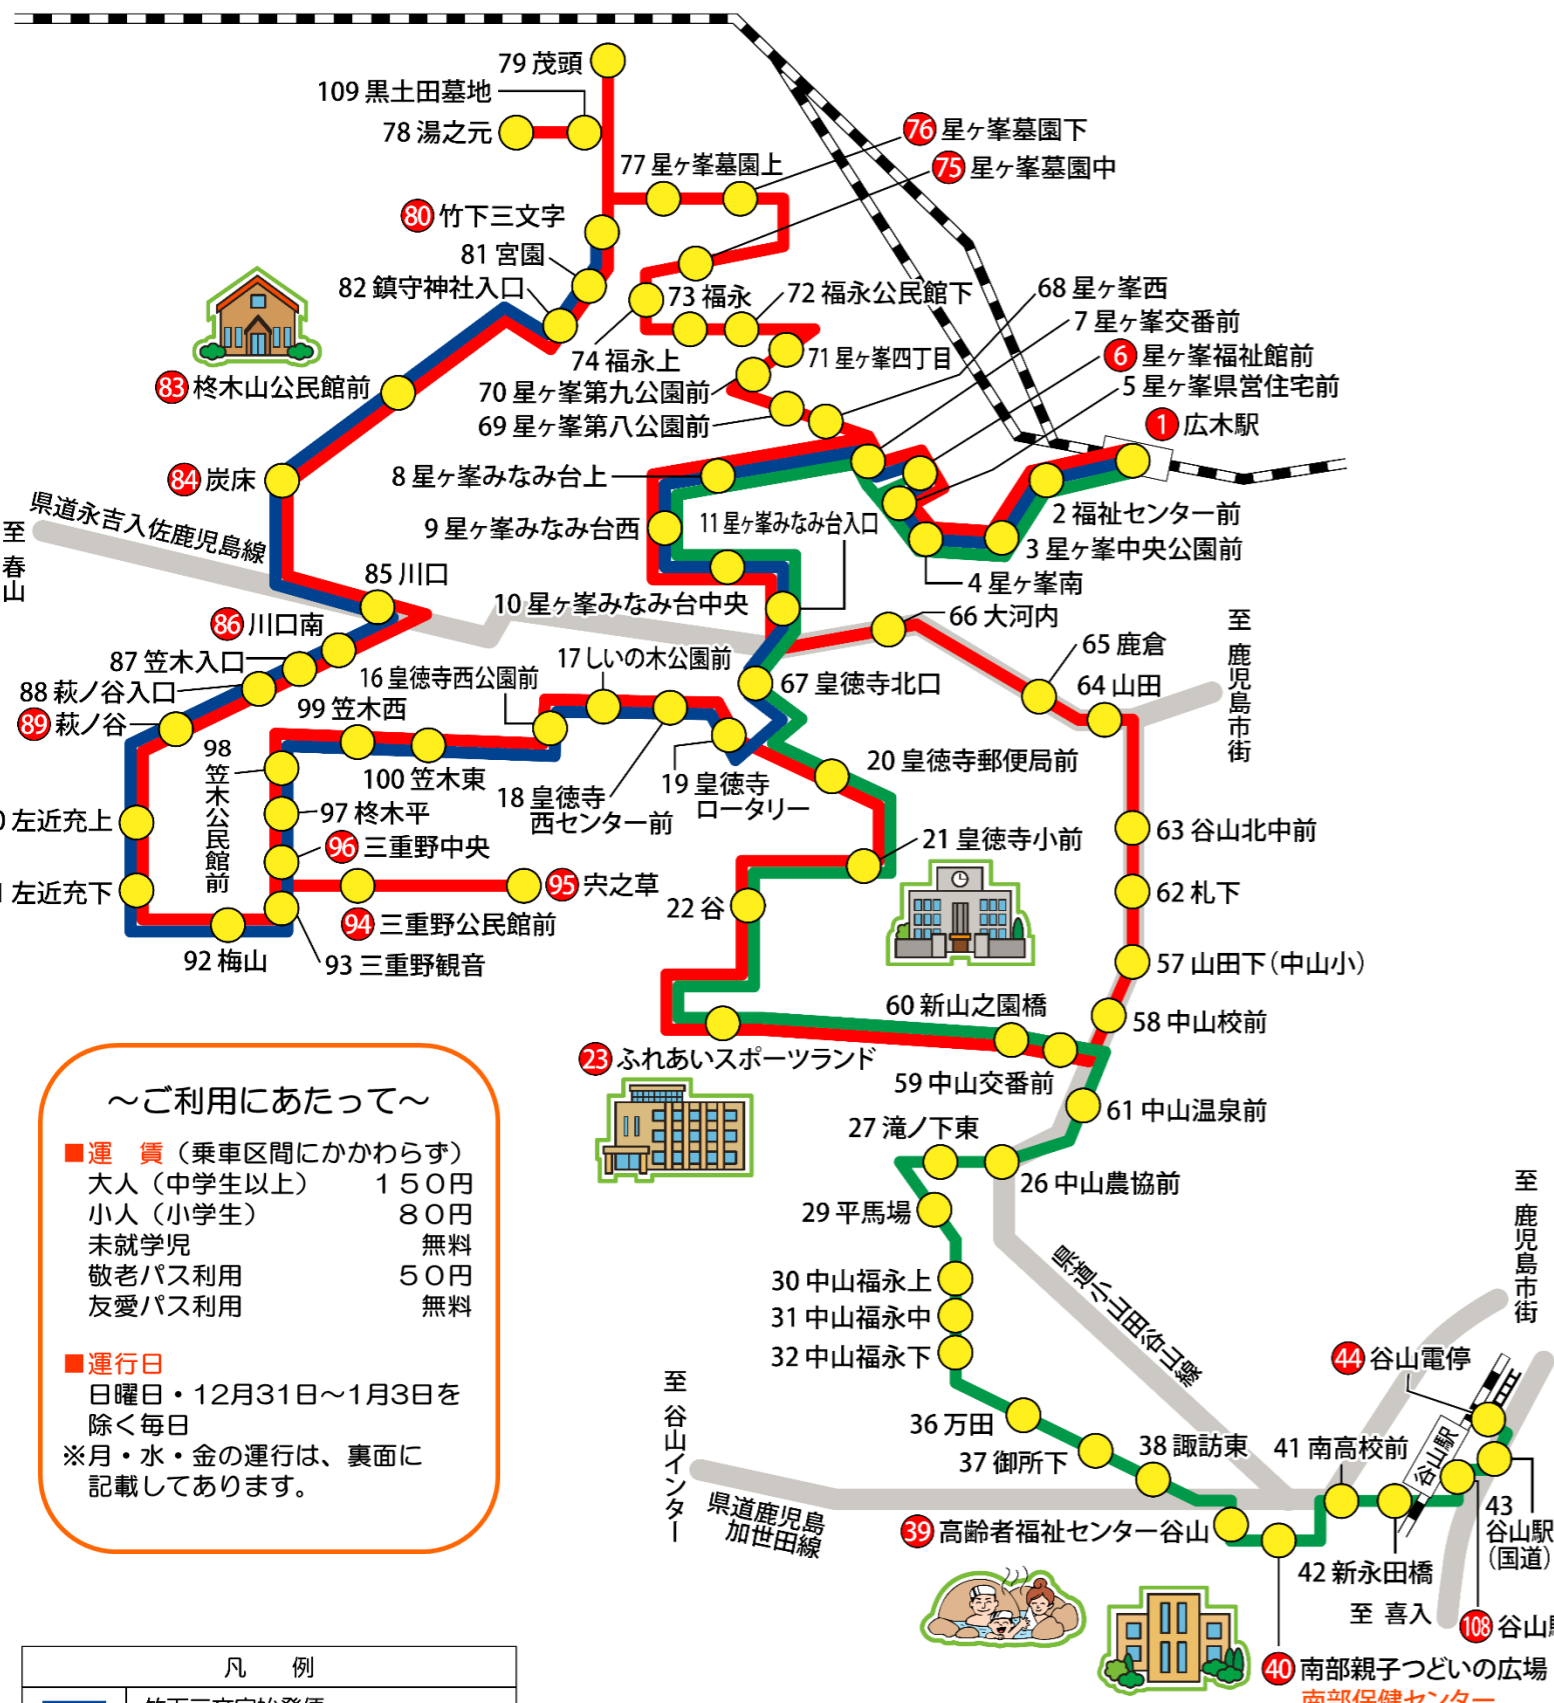 79 茂頭
109 黒土田墓地
78 湯之元
76 星ヶ峯墓園下
75 星ヶ峯墓園中
77 星ヶ峯墓園上
80 竹下三文字
81 宮園
82 鎮守神社入口
73 福永
72 福永公民館下
68 星ヶ峯西
7 星ヶ峯交番前
6 星ヶ峯福祉館前
5 星ヶ峯県営住宅前
74 福永上
71 星ヶ峯四丁目
83 柊木山公民館前
70 星ヶ峯第九公園前
69 星ヶ峯第八公園前
1 広木駅
84 炭床
8 星ヶ峯みなみ台上
県道永吉入佐鹿児島線
至 春山
9 星ヶ峯みなみ台西
11 星ヶ峯みなみ台入口
2 福祉センター前
3 星ヶ峯中央公園前
4 星ヶ峯南
85 川口
10 星ヶ峯みなみ台中央
66 大河内
86 川口南
65 鹿倉
至 鹿児島市街
87 笠木入口
17 しいの木公園前
88 萩ノ谷入口
16 皇徳寺西公園前
67 皇徳寺北口
64 山田
89 萩ノ谷
99 笠木西
98 笠木公民館前
100 笠木東
18 皇徳寺
西センター前
19 皇徳寺
ロータリー
20 皇徳寺郵便局前
0 左近充上
97 柊木平
96 三重野中央
21 皇徳寺小前
63 谷山北中前
左近充下
95 宍之草
94 三重野公民館前
22 谷
62 札下
92 梅山
93 三重野観音
57 山田下（中山小）
60 新山之園橋
58 中山校前
23 ふれあいスポーツランド
59 中山交番前
61 中山温泉前
27 滝ノ下東
26 中山農協前
29 平馬場
30 中山福永上
31 中山福永中
32 中山福永下
県道小山田谷山線
至 鹿児島市街
44 谷山電停
至 谷山インター
36 万田
37 御所下
38 諏訪東
41 南高校前
谷山駅
県道鹿児島
加世田線
39 高齢者福祉センター谷山
43
谷山駅
（国道）
42 新永田橋
至 喜入
108 谷山
40 南部親子つどいの広場
南部保健センター
～ご利用にあたって～
■運　賃（乗車区間にかかわらず）
大人（中学生以上）　１５０円
小人（小学生）　８０円
未就学児　無料
敬老パス利用　５０円
友愛パス利用　無料
■運行日
日曜日・12月31日～1月3日を
除く毎日
※月・水・金の運行は、裏面に
記載してあります。
凡　例
竹下三文字始発便